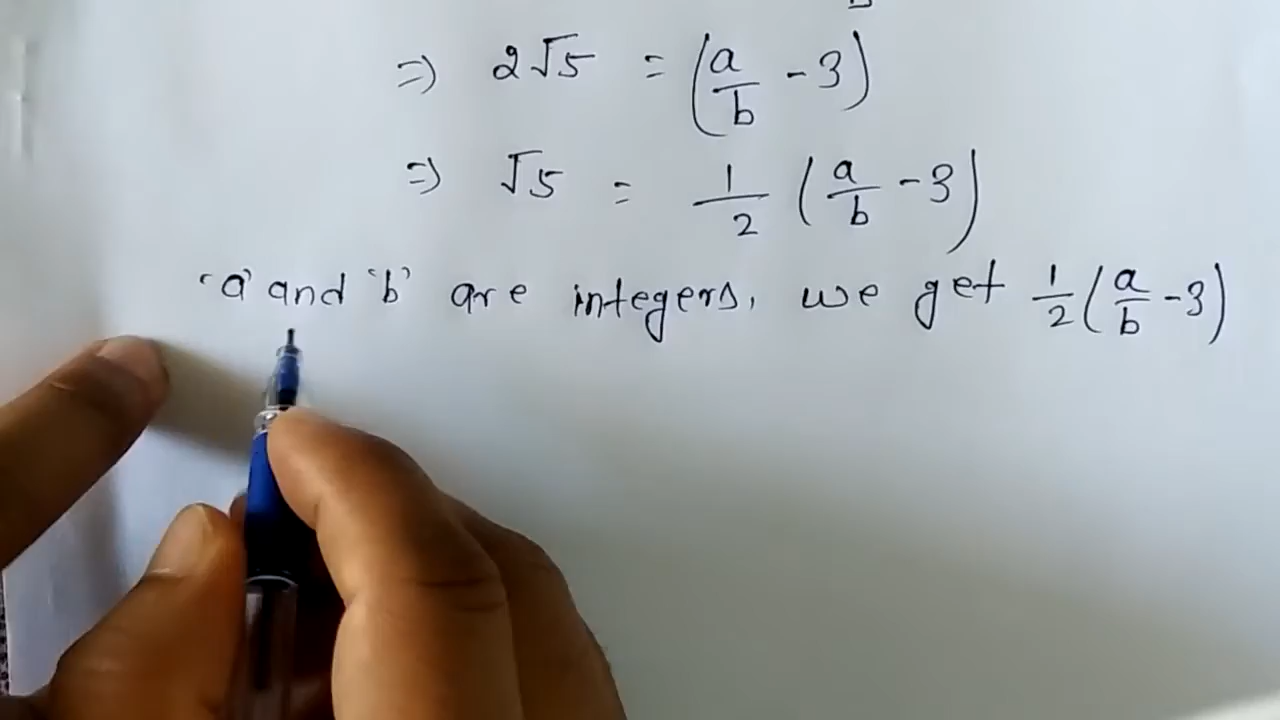 ⇒ 2√5 = (a/b - 3)
⇒ √5 = 1/2 (a/b - 3)
'a' and 'b' are integers, we get 1/2 (a/b - 3)